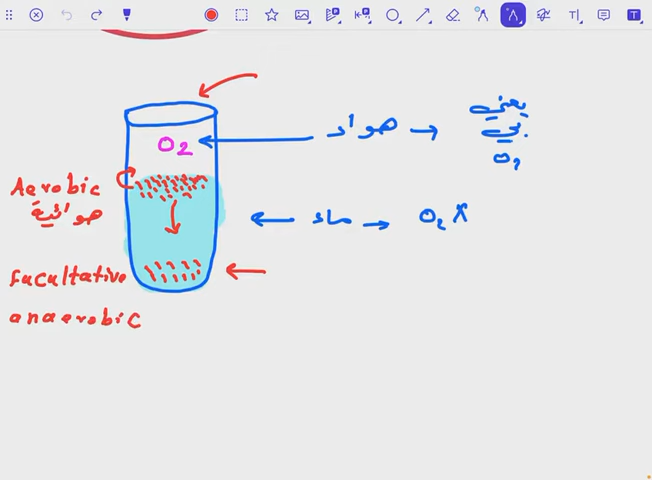 O2
هواء
يعني
في
O2
Aerobic
هوائية
ماء
O2 X
facultative
anaerobic